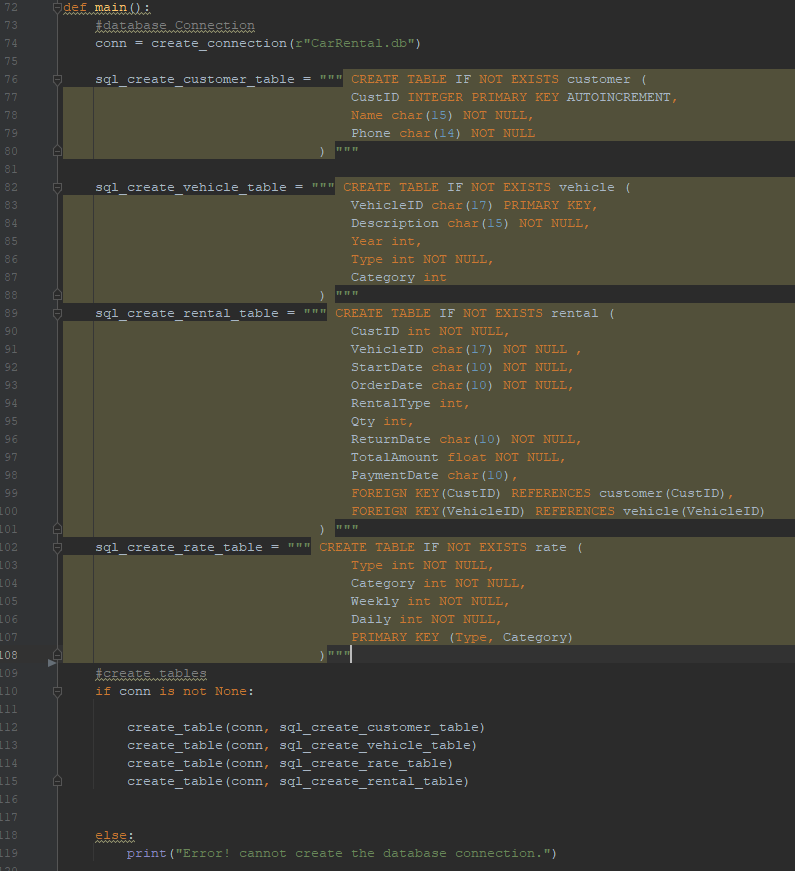 72 def main():
73 #database Connection
74 conn = create_connection(r"CarRental.db")
75
76 sql_create_customer_table = """ CREATE TABLE IF NOT EXISTS customer (
77 CustID INTEGER PRIMARY KEY AUTOINCREMENT,
78 Name char(15) NOT NULL,
79 Phone char(14) NOT NULL
80 ) """
81
82 sql_create_vehicle_table = """ CREATE TABLE IF NOT EXISTS vehicle (
83 VehicleID char(17) PRIMARY KEY,
84 Description char(15) NOT NULL,
85 Year int,
86 Type int NOT NULL,
87 Category int
88 ) """
89 sql_create_rental_table = """ CREATE TABLE IF NOT EXISTS rental (
90 CustID int NOT NULL,
91 VehicleID char(17) NOT NULL ,
92 StartDate char(10) NOT NULL,
93 OrderDate char(10) NOT NULL,
94 RentalType int,
95 Qty int,
96 ReturnDate char(10) NOT NULL,
97 TotalAmount float NOT NULL,
98 PaymentDate char(10),
99 FOREIGN KEY(CustID) REFERENCES customer(CustID),
100 FOREIGN KEY(VehicleID) REFERENCES vehicle(VehicleID)
101 ) """
102 sql_create_rate_table = """ CREATE TABLE IF NOT EXISTS rate (
103 Type int NOT NULL,
104 Category int NOT NULL,
105 Weekly int NOT NULL,
106 Daily int NOT NULL,
107 PRIMARY KEY (Type, Category)
108 )"""
109 #create tables
110 if conn is not None:
111
112 create_table(conn, sql_create_customer_table)
113 create_table(conn, sql_create_vehicle_table)
114 create_table(conn, sql_create_rate_table)
115 create_table(conn, sql_create_rental_table)
116
117
118 else:
119 print("Error! cannot create the database connection.")